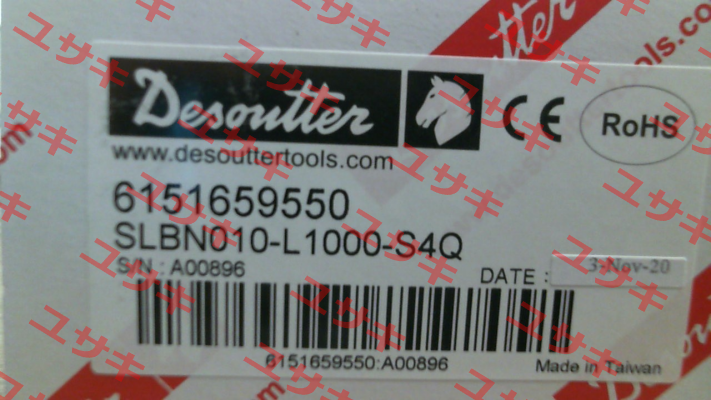 Desoutter
CE
RoHS
www.desouttertools.com
6151659550
SLBN010-L1000-S4Q
S/N : A00896
DATE : 3-Nov-20
6151659550:A00896
Made in Taiwan
ユサキ